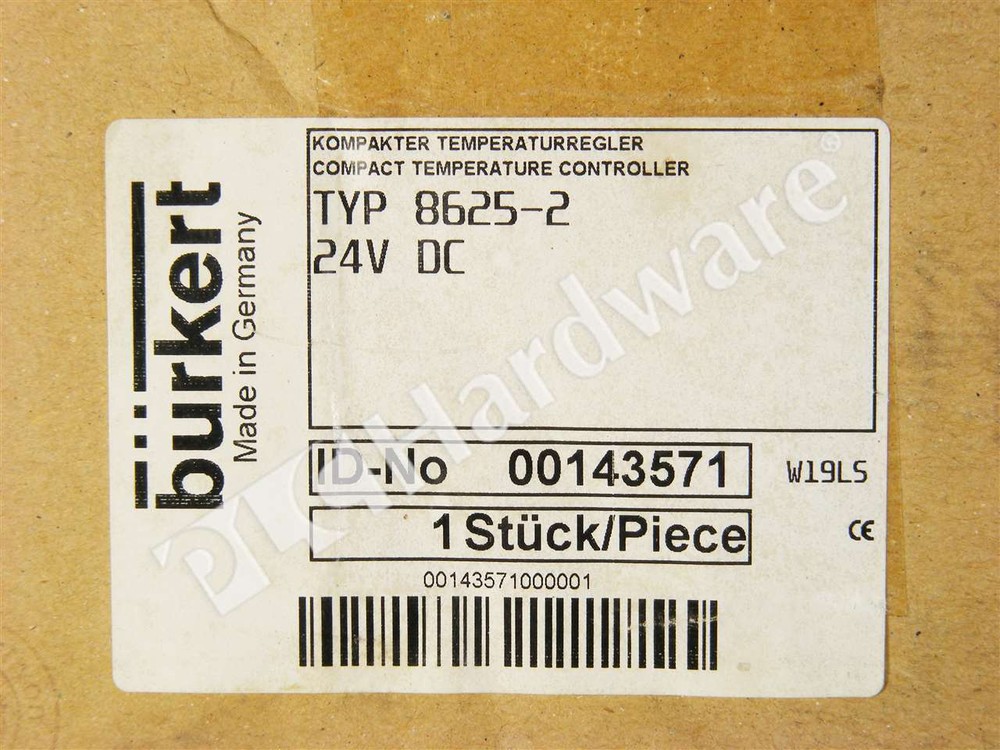 bürkert
Made in Germany
KOMPAKTER TEMPERATURREGLER
COMPACT TEMPERATURE CONTROLLER
TYP 8625-2
24V DC
ID-No 00143571
W19LS
1 Stück/Piece
CE
00143571000001
PLCHardware®